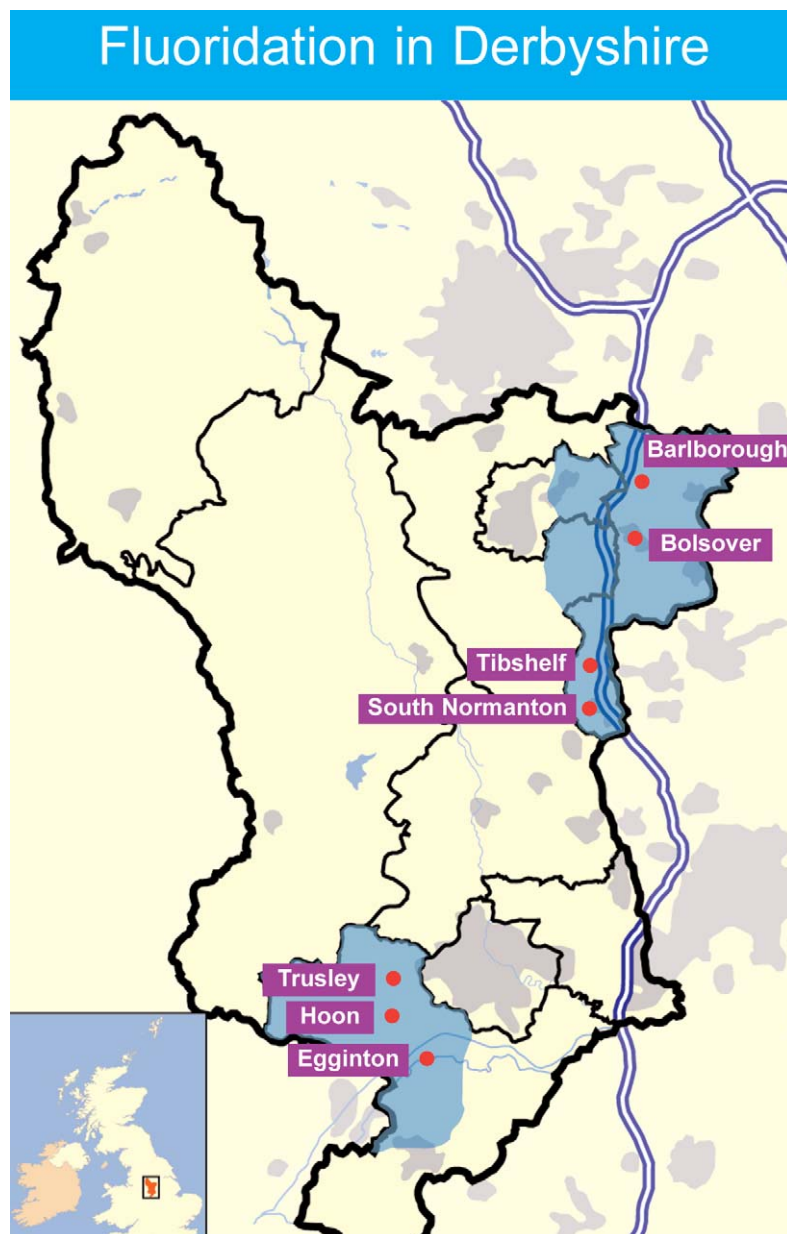 Fluoridation in Derbyshire
Barlborough
Bolsover
Tibshelf
South Normanton
Trusley
Hoon
Egginton